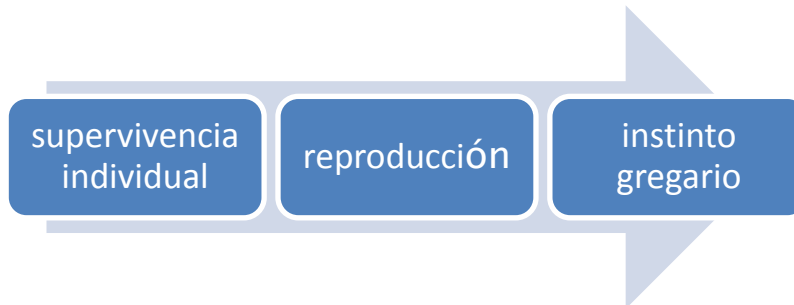 supervivencia
individual
reproducción
instinto
gregario